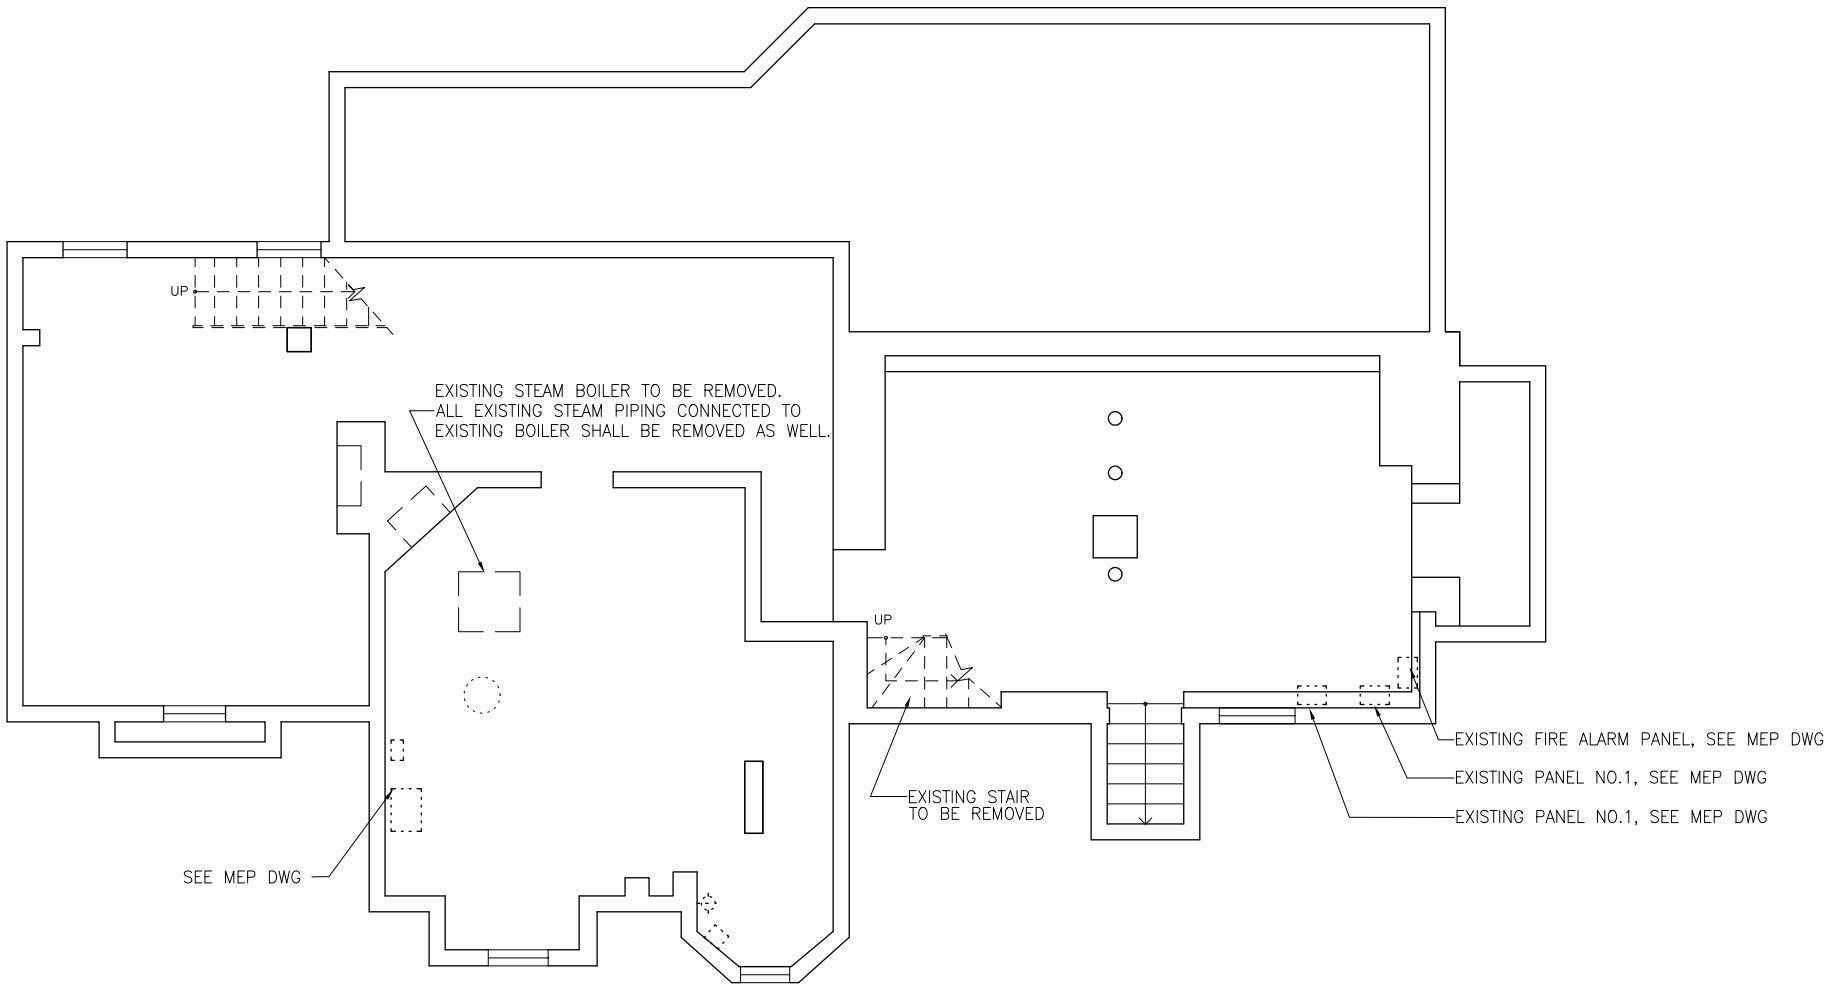 UP
EXISTING STEAM BOILER TO BE REMOVED.
ALL EXISTING STEAM PIPING CONNECTED TO
EXISTING BOILER SHALL BE REMOVED AS WELL.
UP
EXISTING FIRE ALARM PANEL, SEE MEP DWG
EXISTING PANEL NO.1, SEE MEP DWG
EXISTING STAIR
TO BE REMOVED
EXISTING PANEL NO.1, SEE MEP DWG
SEE MEP DWG